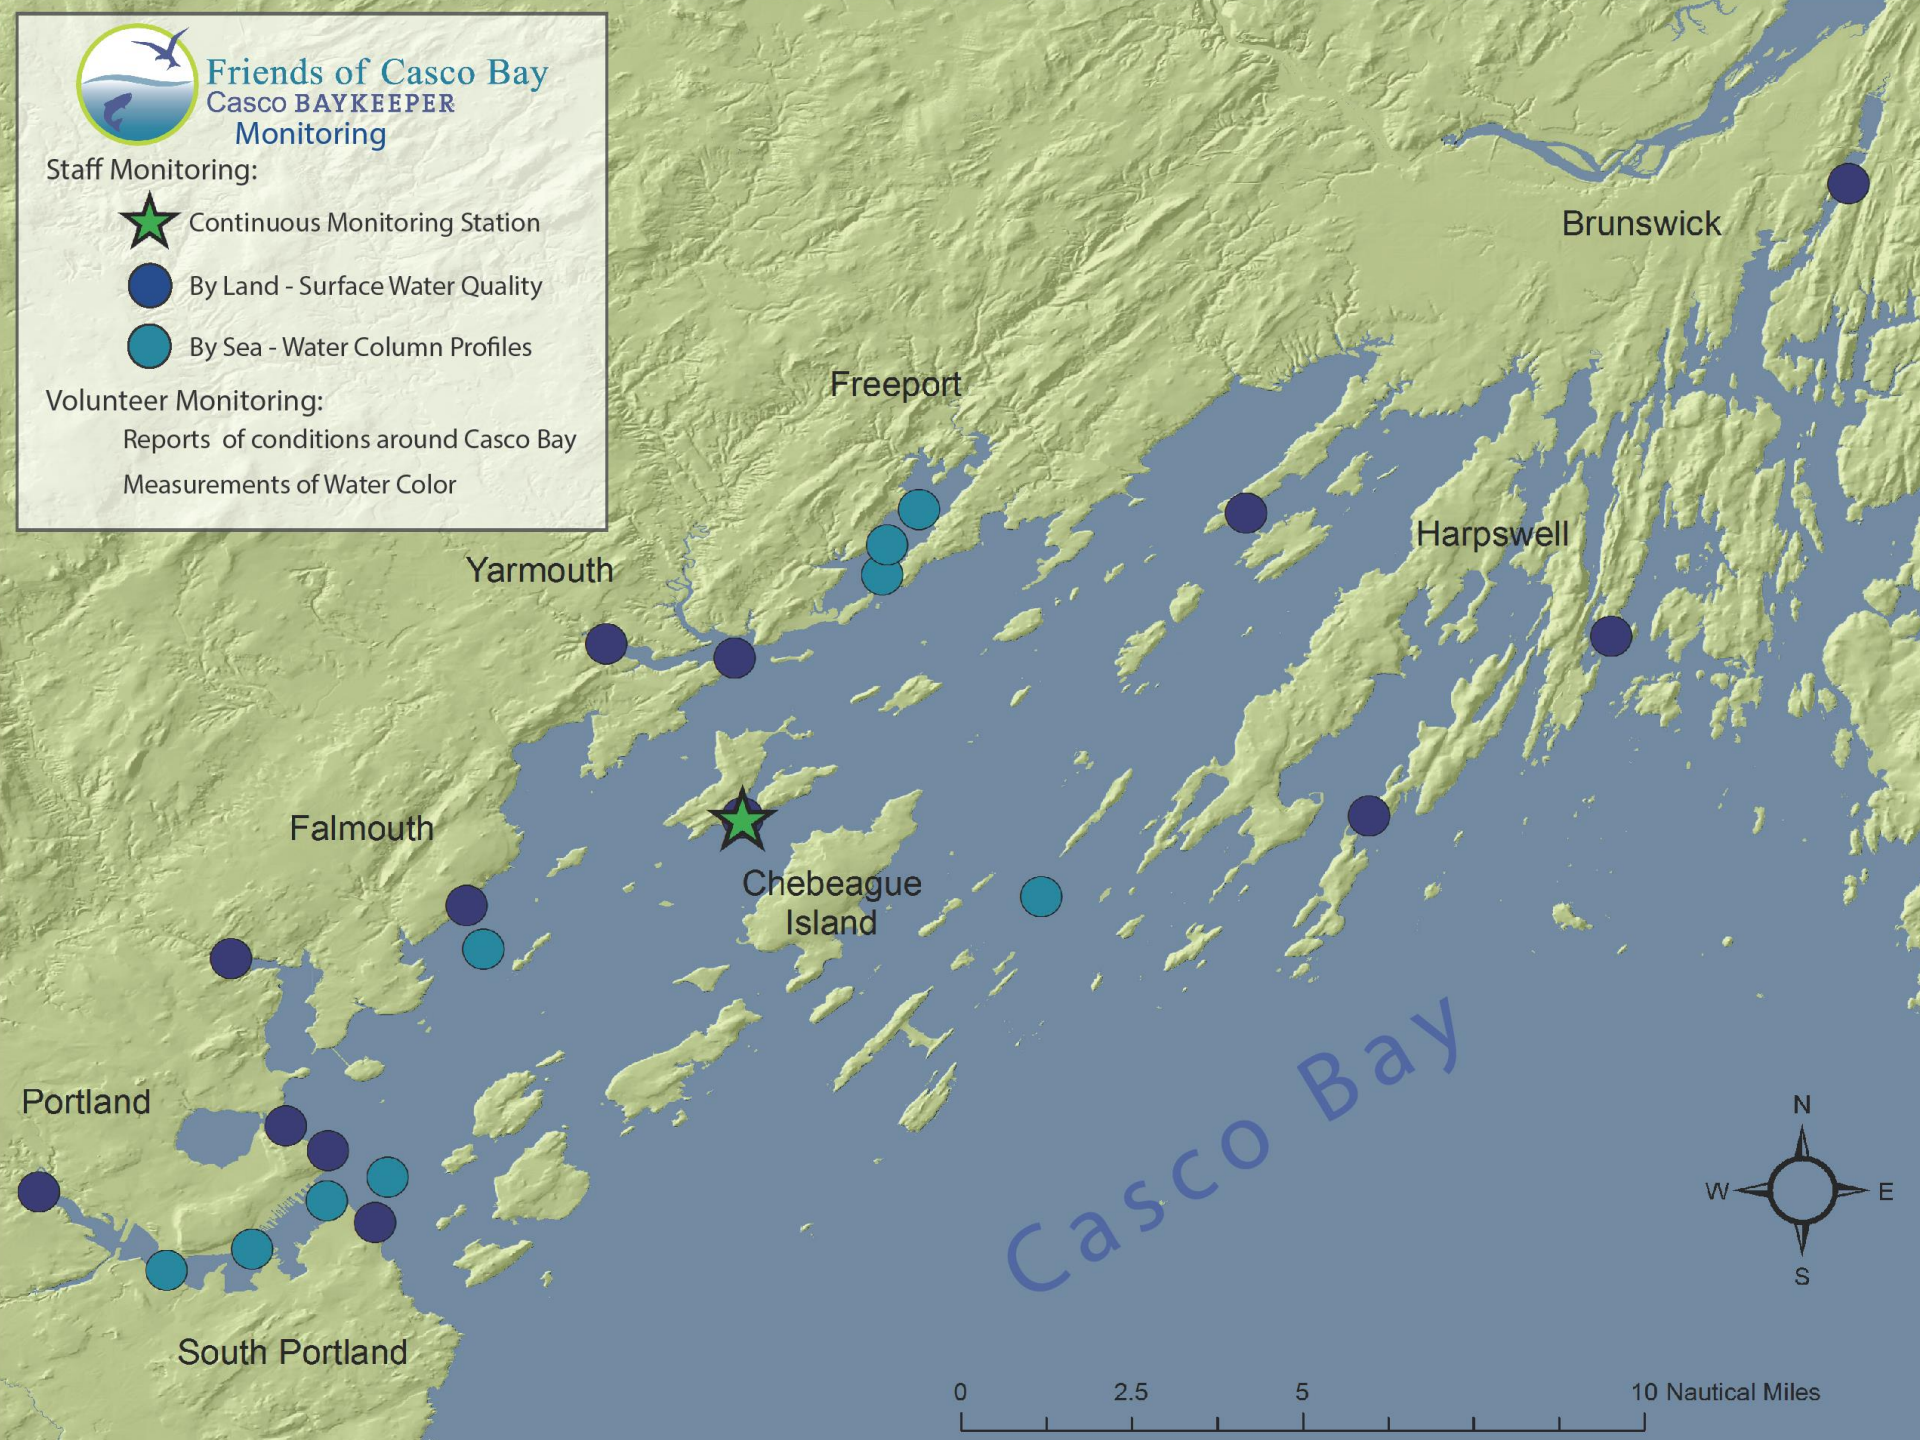 Friends of Casco Bay
Casco BAYKEEPER
Monitoring
Staff Monitoring:
Continuous Monitoring Station
By Land - Surface Water Quality
By Sea - Water Column Profiles
Volunteer Monitoring:
Reports of conditions around Casco Bay
Measurements of Water Color
Brunswick
Freeport
Harpswell
Yarmouth
Falmouth
Chebeague
Island
Portland
Casco Bay
South Portland
N
W
E
S
0 2.5 5 10 Nautical Miles